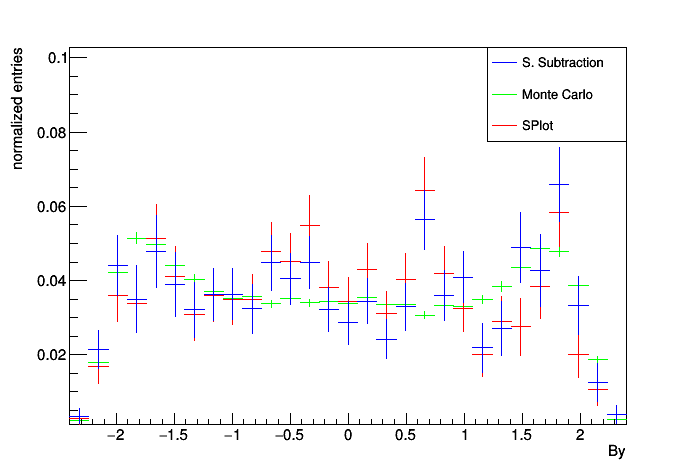 normalized entries
0.1
0.08
0.06
0.04
0.02
S. Subtraction
Monte Carlo
SPlot
−2 −1.5 −1 −0.5 0 0.5 1 1.5 2
By